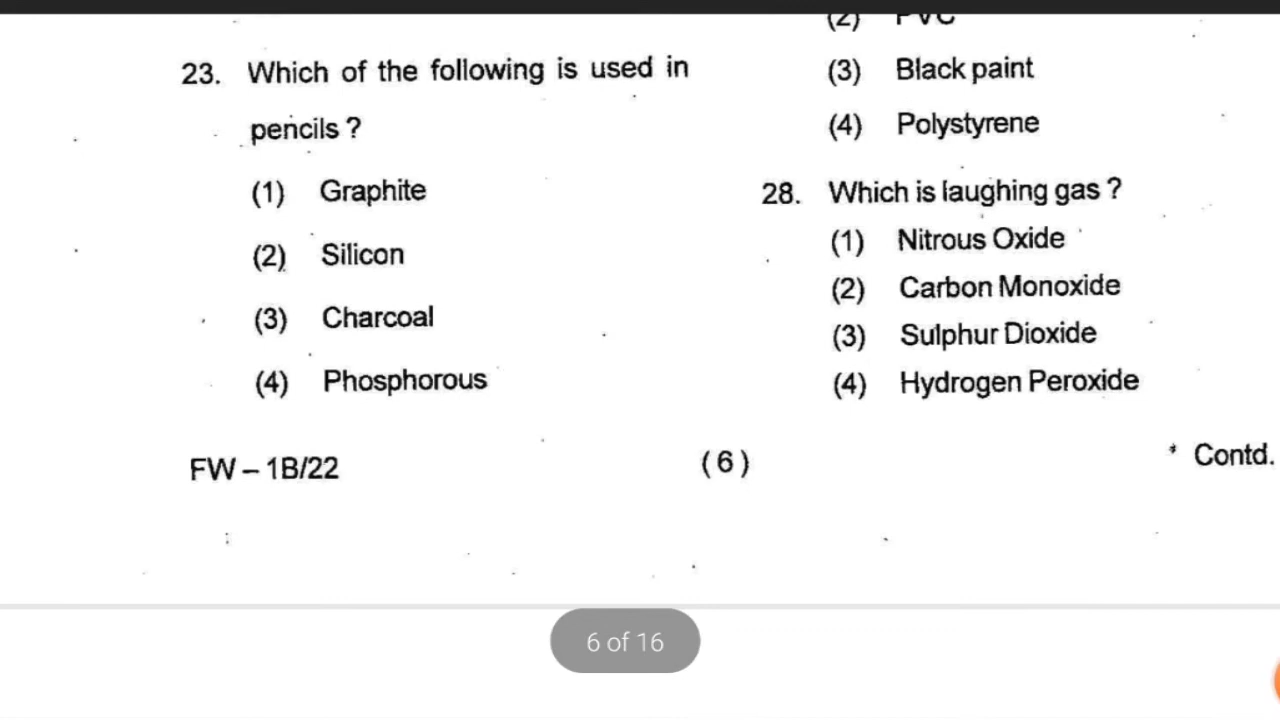 23. Which of the following is used in
pencils ?
(1) Graphite
(2) Silicon
(3) Charcoal
(4) Phosphorous
(2) PVC
(3) Black paint
(4) Polystyrene
28. Which is laughing gas ?
(1) Nitrous Oxide
(2) Carbon Monoxide
(3) Sulphur Dioxide
(4) Hydrogen Peroxide
FW – 1B/22
(6)
Contd.
6 of 16